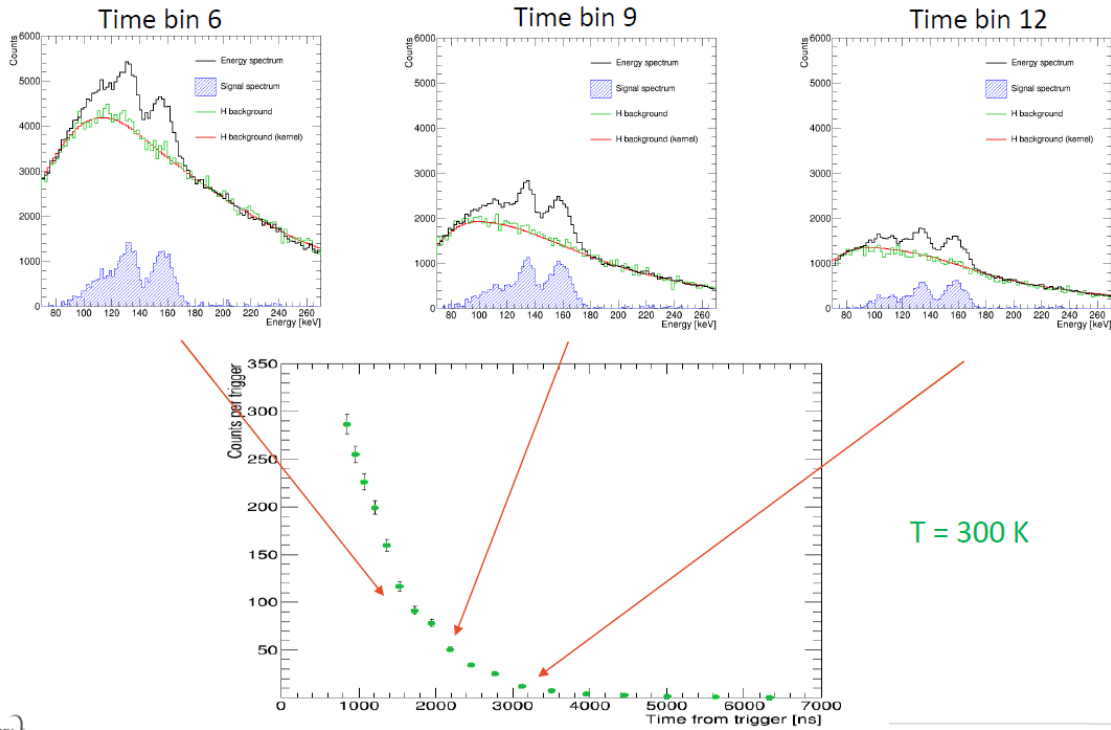 Time bin 6
Time bin 9
Time bin 12
Counts
6000
5000
4000
3000
2000
1000
0
Energy spectrum
Signal spectrum
H background
H background (kernel)
80 100 120 140 160 180 200 220 240 260
Energy [keV]
Counts
6000
5000
4000
3000
2000
1000
0
Energy spectrum
Signal spectrum
H background
H background (kernel)
80 100 120 140 160 180 200 220 240 260
Energy [keV]
Counts
6000
5000
4000
3000
2000
1000
0
Energy spectrum
Signal spectrum
H background
H background (kernel)
80 100 120 140 160 180 200 220 240 260
Energy [keV]
Counts per trigger
350
300
250
200
150
100
50
0 1000 2000 3000 4000 5000 6000 7000
Time from trigger [ns]
T = 300 K